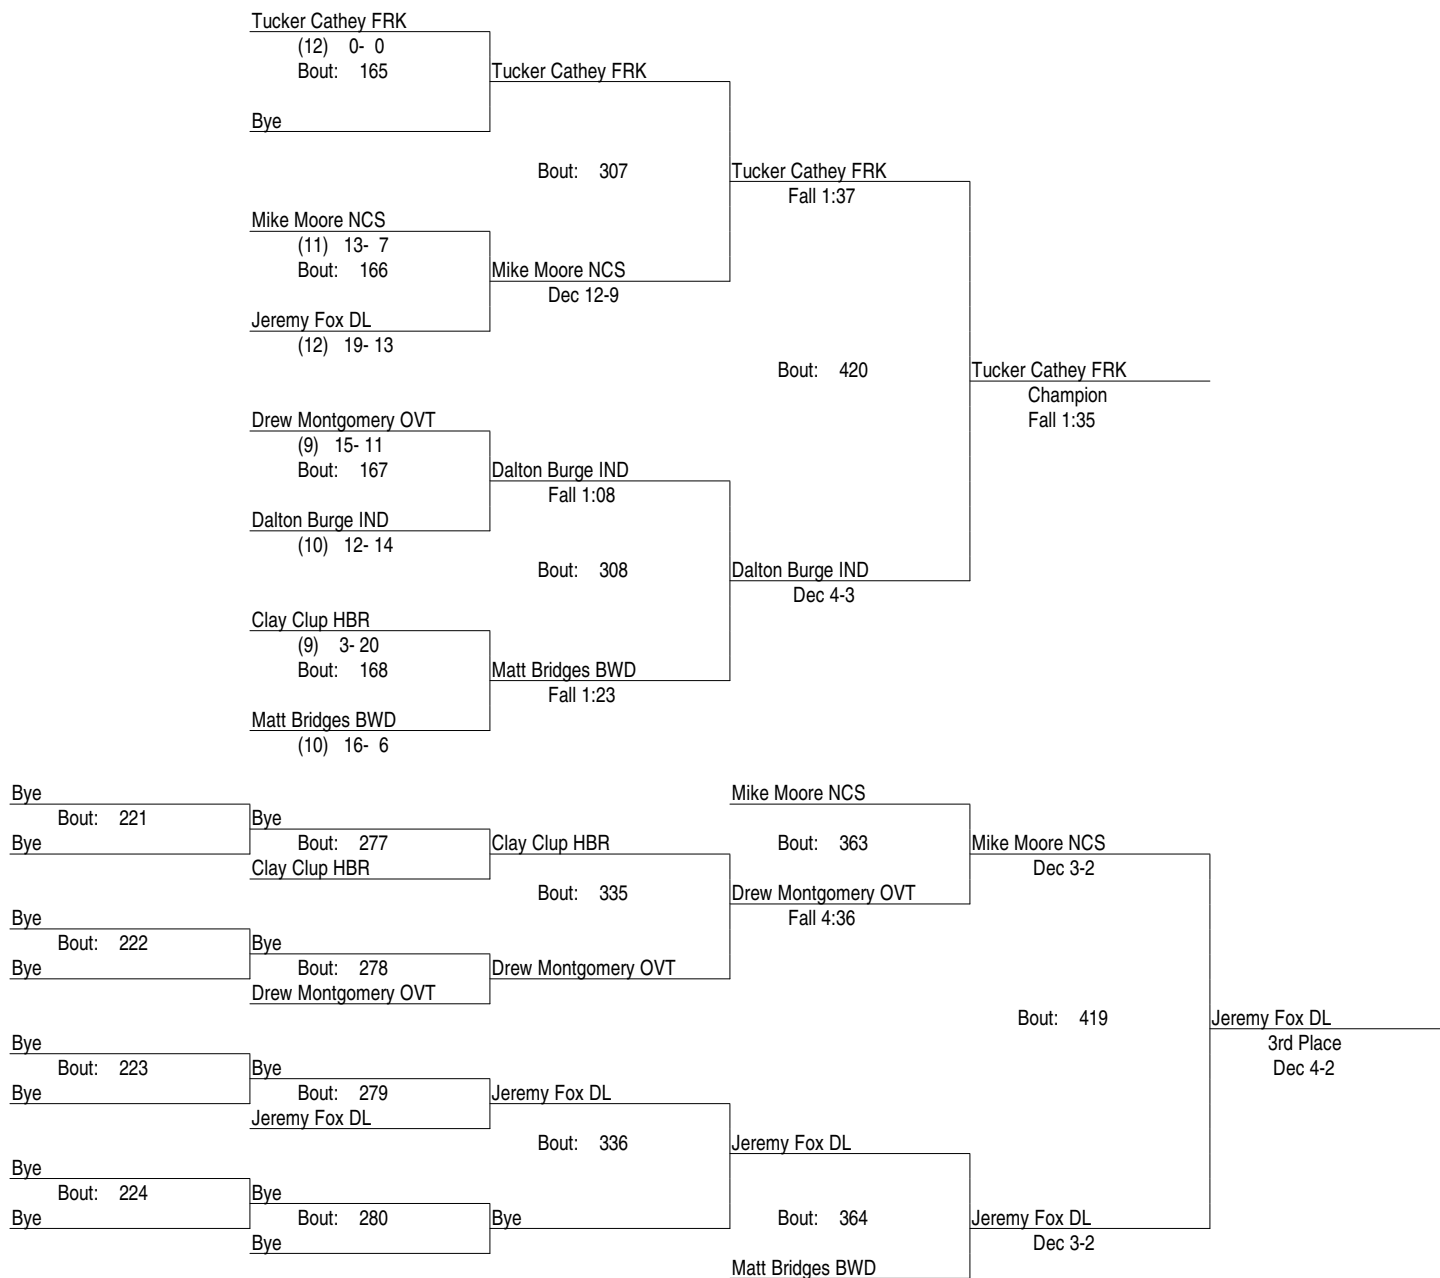 Tucker Cathey FRK
(12) 0- 0
Bout: 165
Tucker Cathey FRK
Bye
Bout: 307
Tucker Cathey FRK
Fall 1:37
Mike Moore NCS
(11) 13- 7
Bout: 166
Mike Moore NCS
Dec 12-9
Jeremy Fox DL
(12) 19- 13
Bout: 420
Tucker Cathey FRK
Champion
Fall 1:35
Drew Montgomery OVT
(9) 15- 11
Bout: 167
Dalton Burge IND
Fall 1:08
Dalton Burge IND
(10) 12- 14
Bout: 308
Dalton Burge IND
Dec 4-3
Clay Clup HBR
(9) 3- 20
Bout: 168
Matt Bridges BWD
Fall 1:23
Matt Bridges BWD
(10) 16- 6
Bye
Bout: 221
Bye
Bye
Bout: 277
Clay Clup HBR
Clay Clup HBR
Mike Moore NCS
Bout: 363
Mike Moore NCS
Dec 3-2
Bout: 335
Drew Montgomery OVT
Fall 4:36
Bye
Bout: 222
Bye
Bye
Bout: 278
Drew Montgomery OVT
Drew Montgomery OVT
Bout: 419
Jeremy Fox DL
3rd Place
Dec 4-2
Bye
Bout: 223
Bye
Bye
Bout: 279
Jeremy Fox DL
Jeremy Fox DL
Bout: 336
Jeremy Fox DL
Bye
Bout: 224
Bye
Bye
Bout: 280
Bye
Bye
Bout: 364
Jeremy Fox DL
Dec 3-2
Matt Bridges BWD